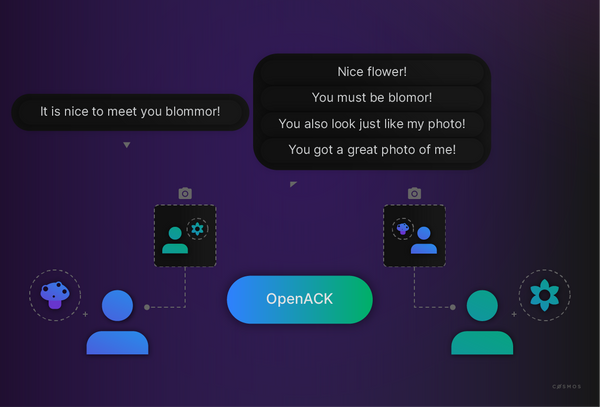 It is nice to meet you blommor!
Nice flower!
You must be blomor!
You also look just like my photo!
You got a great photo of me!
OpenACK